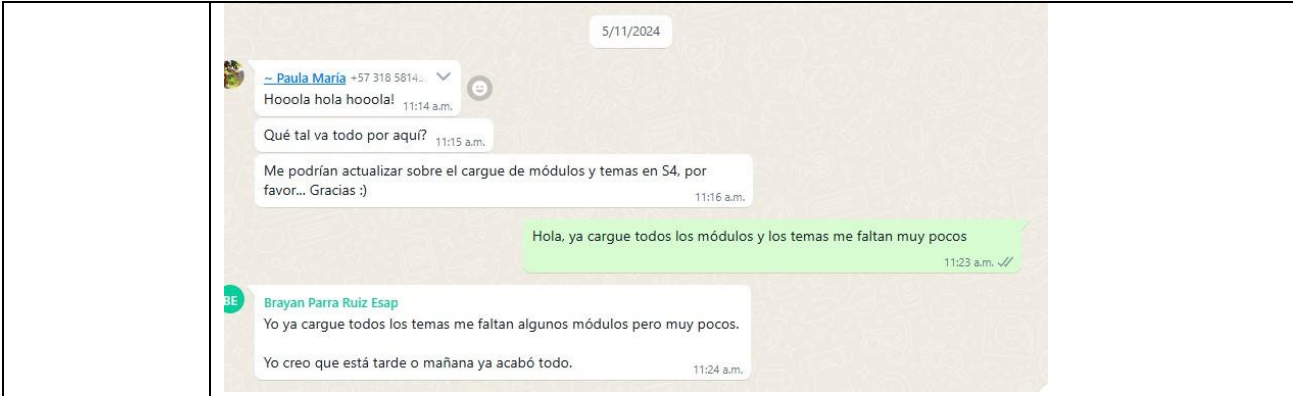 5/11/2024
~ Paula María +57 318 5814...
Hooola hola hooola! 11:14 a.m.
Qué tal va todo por aquí? 11:15 a.m.
Me podrían actualizar sobre el cargue de módulos y temas en S4, por
favor... Gracias :) 11:16 a.m.
Hola, ya cargue todos los módulos y los temas me faltan muy pocos
11:23 a.m.
BE
Brayan Parra Ruiz Esap
Yo ya cargue todos los temas me faltan algunos módulos pero muy pocos.
Yo creo que está tarde o mañana ya acabó todo. 11:24 a.m.